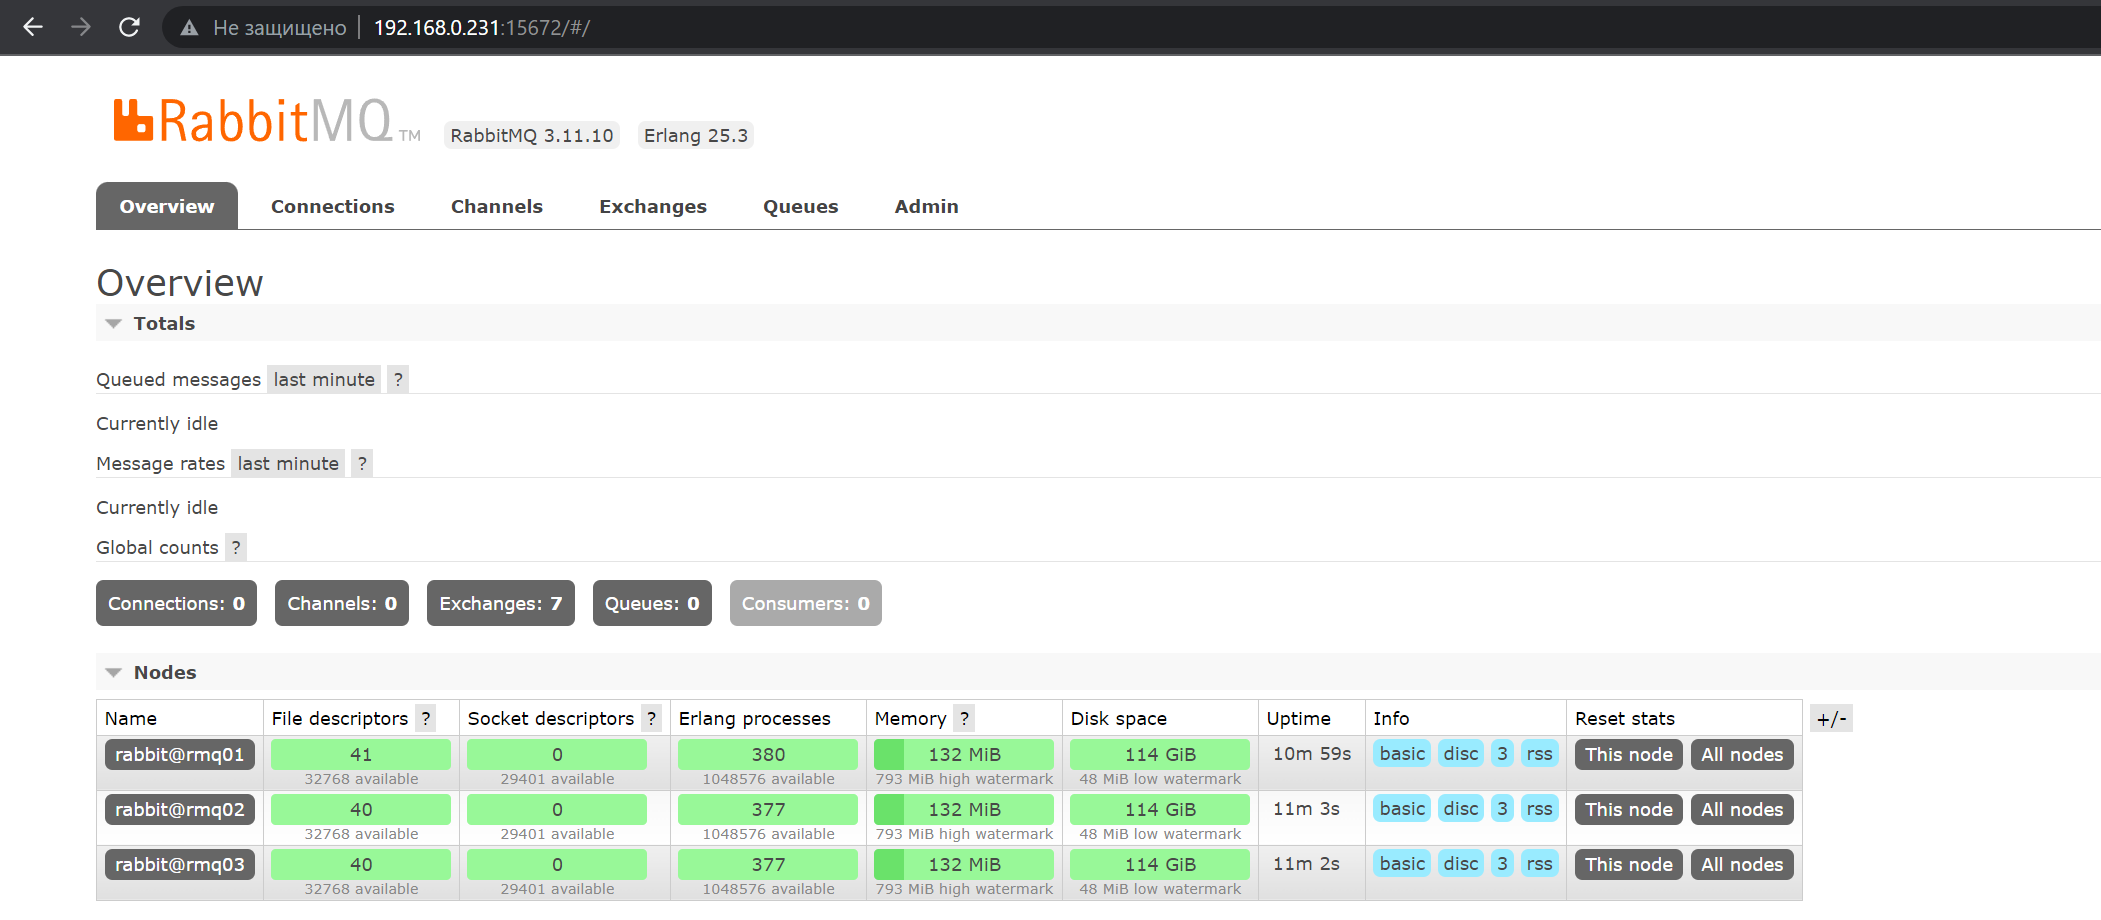 Не защищено 192.168.0.231:15672/#/
RabbitMQ TM RabbitMQ 3.11.10 Erlang 25.3
Overview Connections Channels Exchanges Queues Admin
Overview
Totals
Queued messages last minute ?
Currently idle
Message rates last minute ?
Currently idle
Global counts ?
Connections: 0 Channels: 0 Exchanges: 7 Queues: 0 Consumers: 0
Nodes
Name File descriptors ? Socket descriptors ? Erlang processes Memory ? Disk space Uptime Info Reset stats +/-
rabbit@rmq01 41 0 380 132 MiB 114 GiB 10m 59s basic disc 3 rss This node All nodes
32768 available 29401 available 1048576 available 793 MiB high watermark 48 MiB low watermark
rabbit@rmq02 40 0 377 132 MiB 114 GiB 11m 3s basic disc 3 rss This node All nodes
32768 available 29401 available 1048576 available 793 MiB high watermark 48 MiB low watermark
rabbit@rmq03 40 0 377 132 MiB 114 GiB 11m 2s basic disc 3 rss This node All nodes
32768 available 29401 available 1048576 available 793 MiB high watermark 48 MiB low watermark